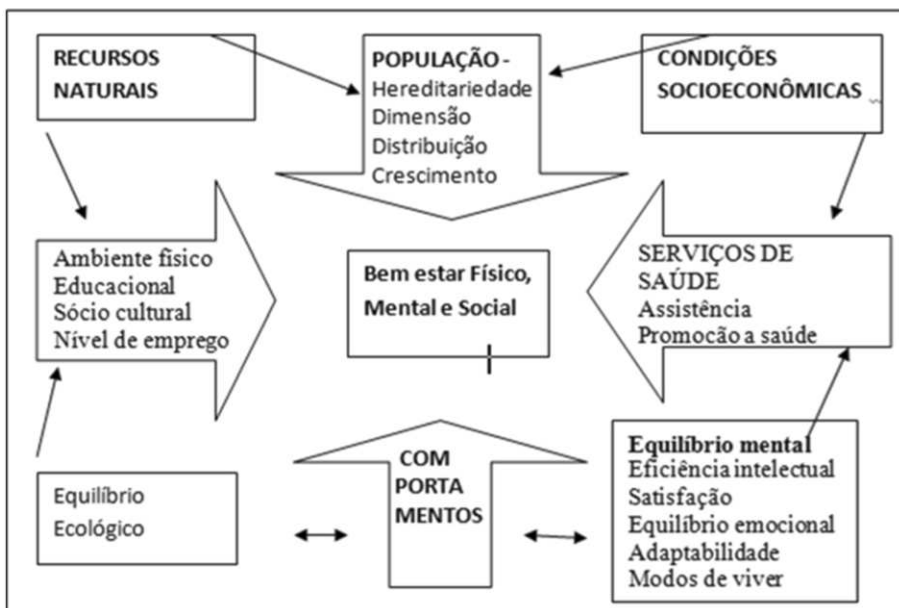 RECURSOS
NATURAIS
POPULAÇÃO -
Hereditariedade
Dimensão
Distribuição
Crescimento
CONDIÇÕES
SOCIOECONÔMICAS
Ambiente físico
Educacional
Sócio cultural
Nível de emprego
Bem estar Físico,
Mental e Social
SERVIÇOS DE
SAÚDE
Assistência
Promocão a saúde
Equilíbrio
Ecológico
COM
PORTA
MENTOS
Equilíbrio mental
Eficiência intelectual
Satisfação
Equilíbrio emocional
Adaptabilidade
Modos de viver